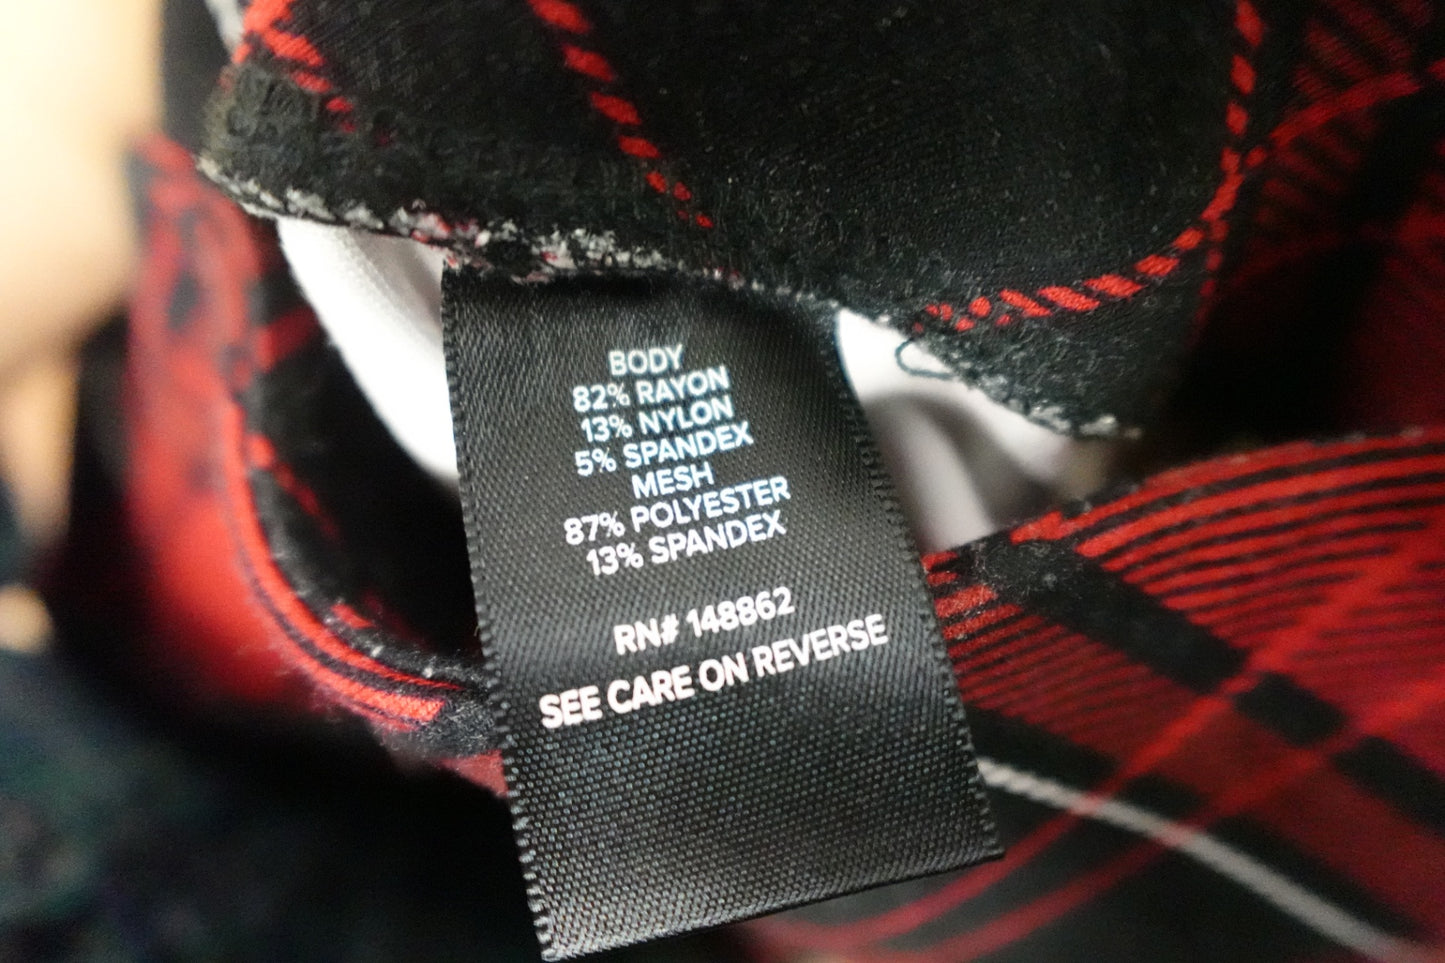 BODY
82% RAYON
13% NYLON
5% SPANDEX
MESH
87% POLYESTER
13% SPANDEX
RN# 148862
SEE CARE ON REVERSE